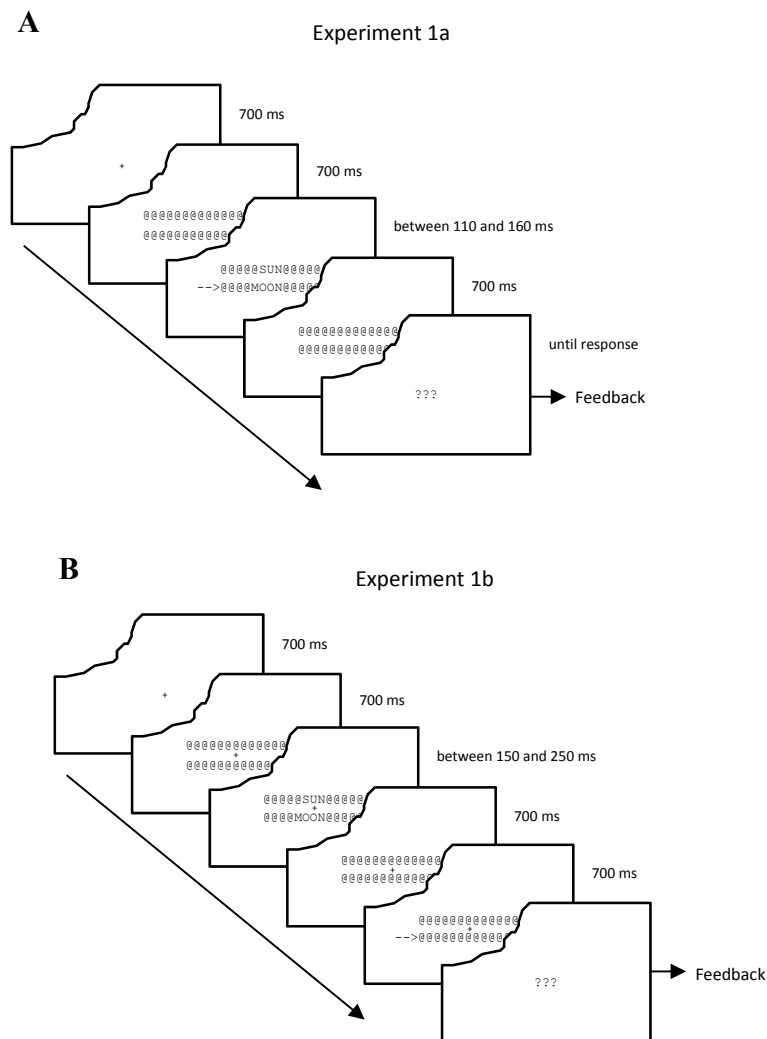 A
Experiment 1a
700 ms
+
700 ms
@@@@@@@@@@@@@
@@@@@@@@@@@
between 110 and 160 ms
@@@@@SUN@@@@@
-->@@@@MOON@@@@@
700 ms
@@@@@@@@@@@@@
@@@@@@@@@@@@
until response
???
Feedback
B
Experiment 1b
700 ms
+
700 ms
@@@@@@@@@@@@@
+
@@@@@@@@@@@
between 150 and 250 ms
@@@@@SUN@@@@@
+
@@@@MOON@@@@@
700 ms
@@@@@@@@@@@@@
+
@@@@@@@@@@@@
700 ms
@@@@@@@@@@@@@
+
-->@@@@@@@@@@@@
???
Feedback